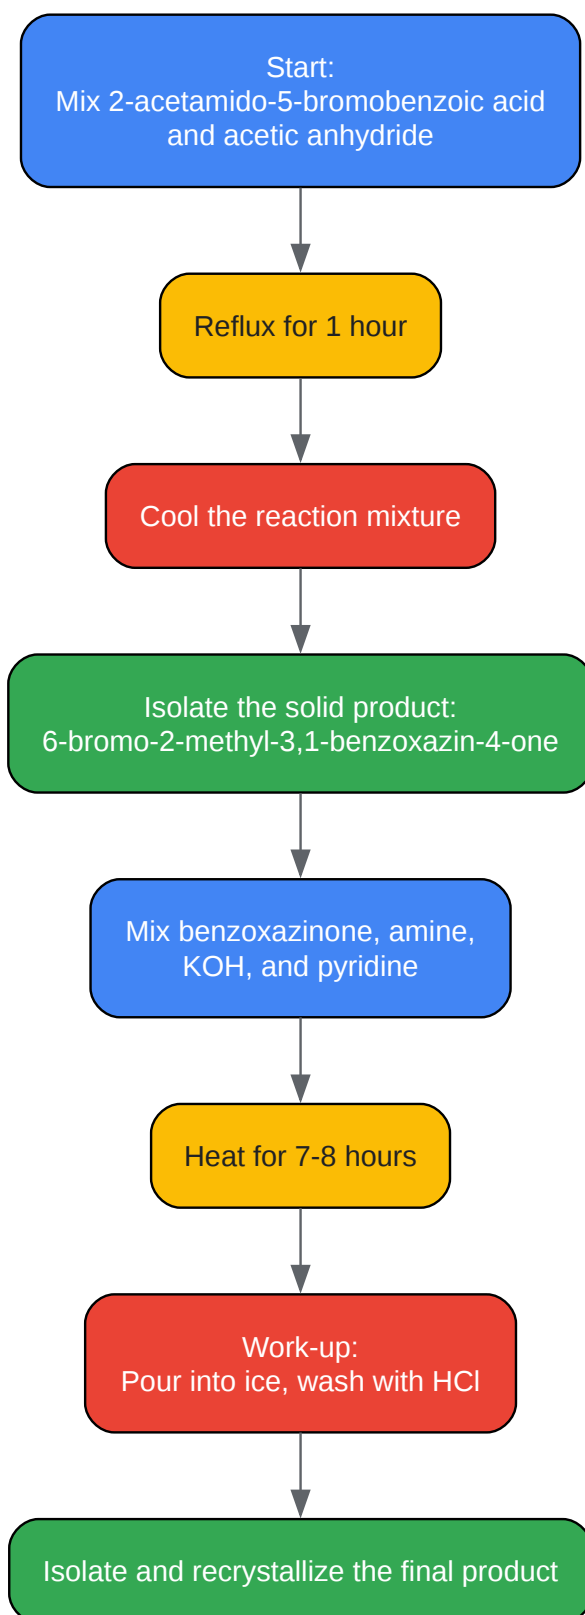 Start:
Mix 2-acetamido-5-bromobenzoic acid
and acetic anhydride
Reflux for 1 hour
Cool the reaction mixture
Isolate the solid product:
6-bromo-2-methyl-3,1-benzoxazin-4-one
Mix benzoxazinone, amine,
KOH, and pyridine
Heat for 7-8 hours
Work-up:
Pour into ice, wash with HCl
Isolate and recrystallize the final product